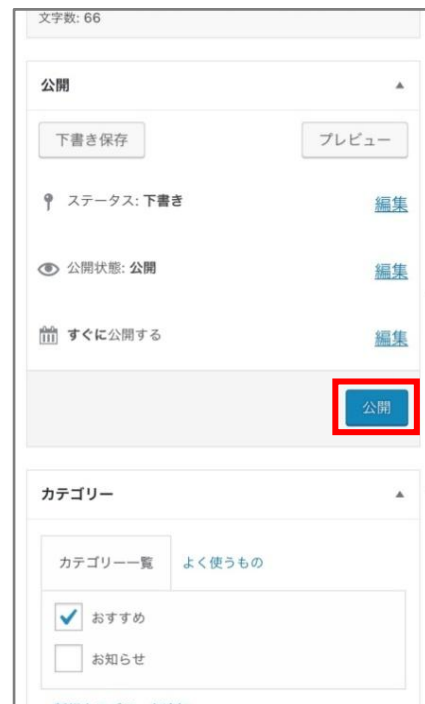 文字数: 66
公開
下書き保存
プレビュー
ステータス: 下書き
編集
公開状態: 公開
編集
すぐに公開する
編集
公開
カテゴリー
カテゴリー一覧
よく使うもの
おすすめ
お知らせ